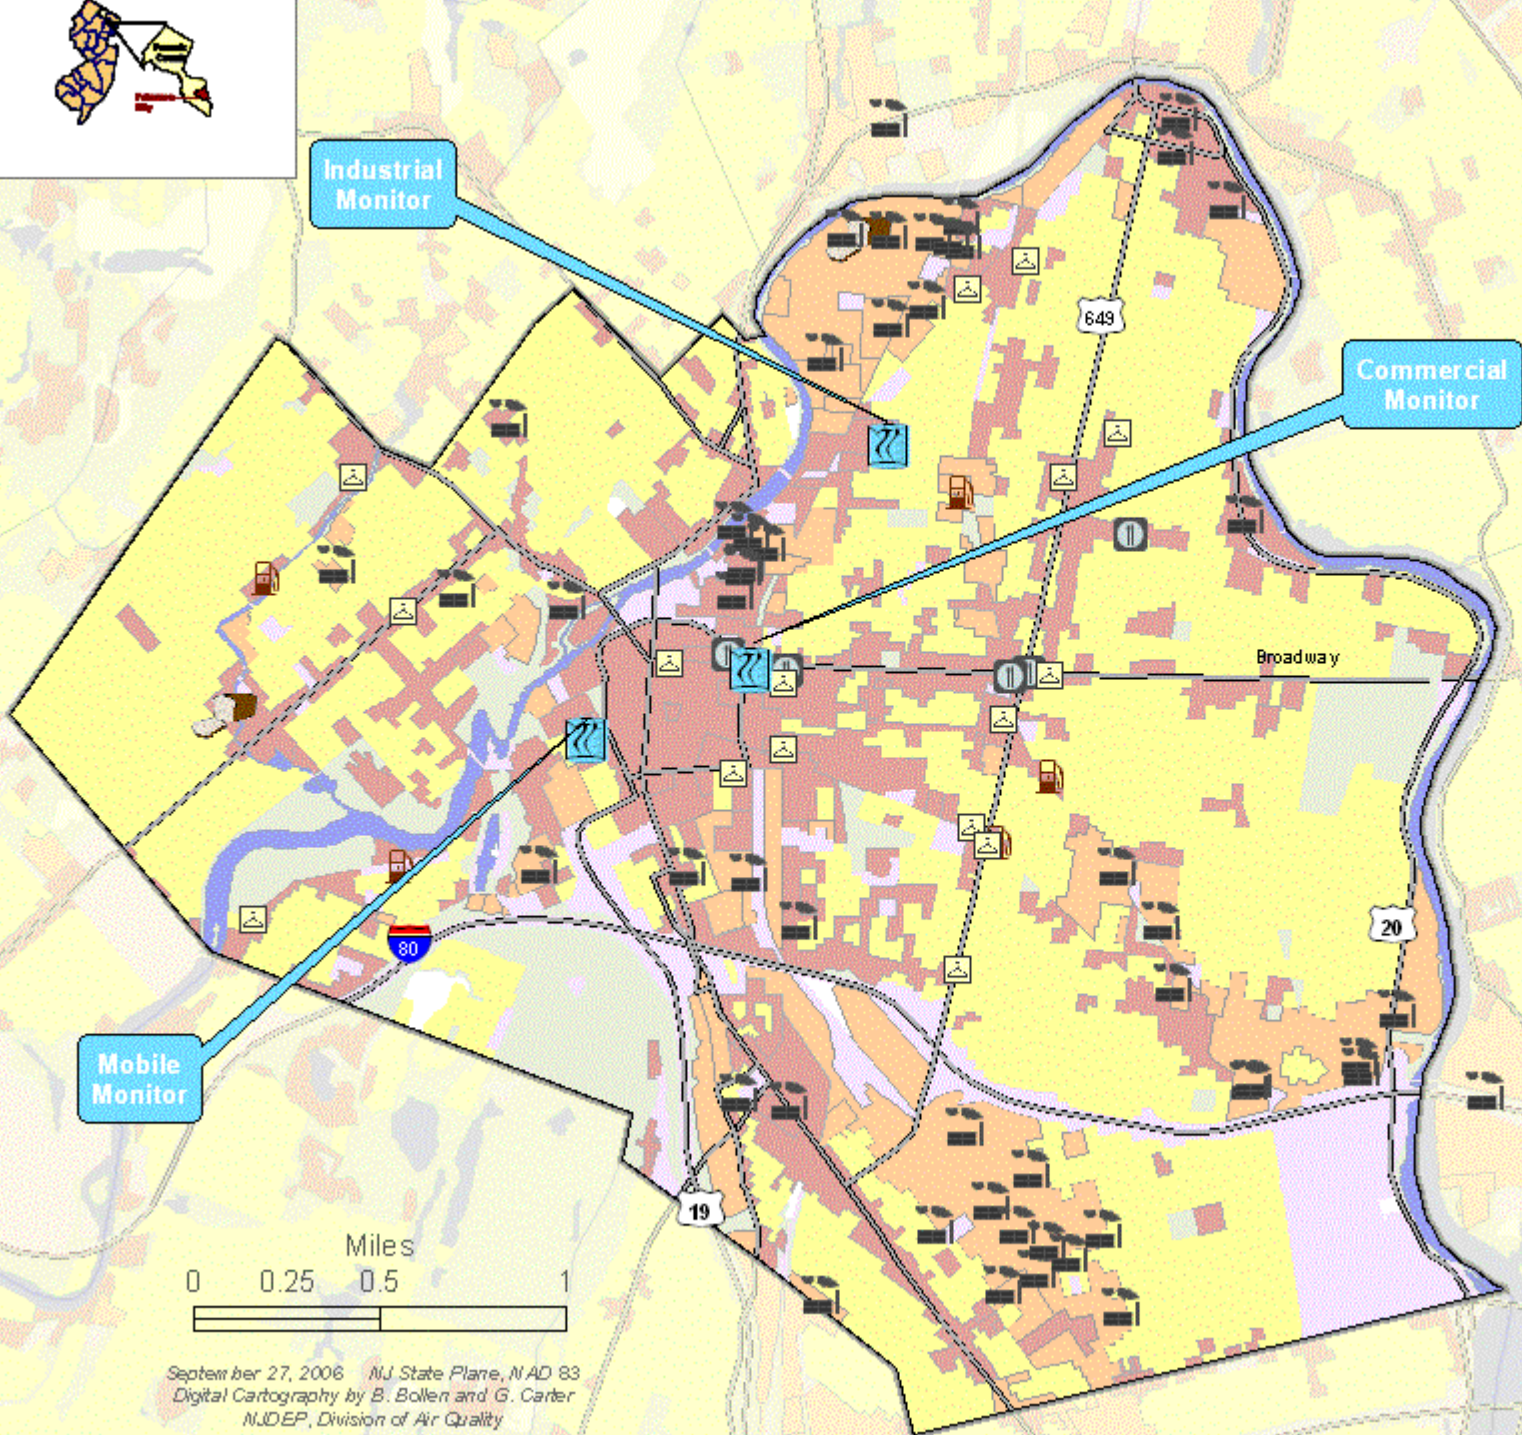 Industrial
Monitor
649
Commercial
Monitor
Broadway
20
80
Mobile
Monitor
19
Miles
0 0.25 0.5 1
September 27, 2006 NJ State Plane, NAD 83
Digital Cartography by B. Bollen and G. Carter
NJDEP, Division of Air Quality